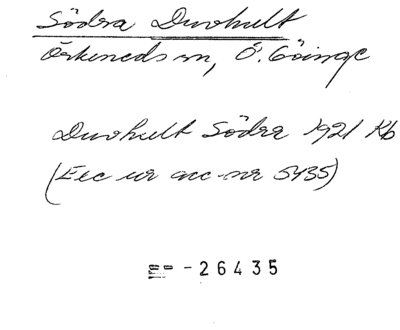 Södra Duvhult
Örkeneds sn, Ö. Göinge
Duvhult Södra 1921 Kb
(Exc ur acc-nr 5435)
26435